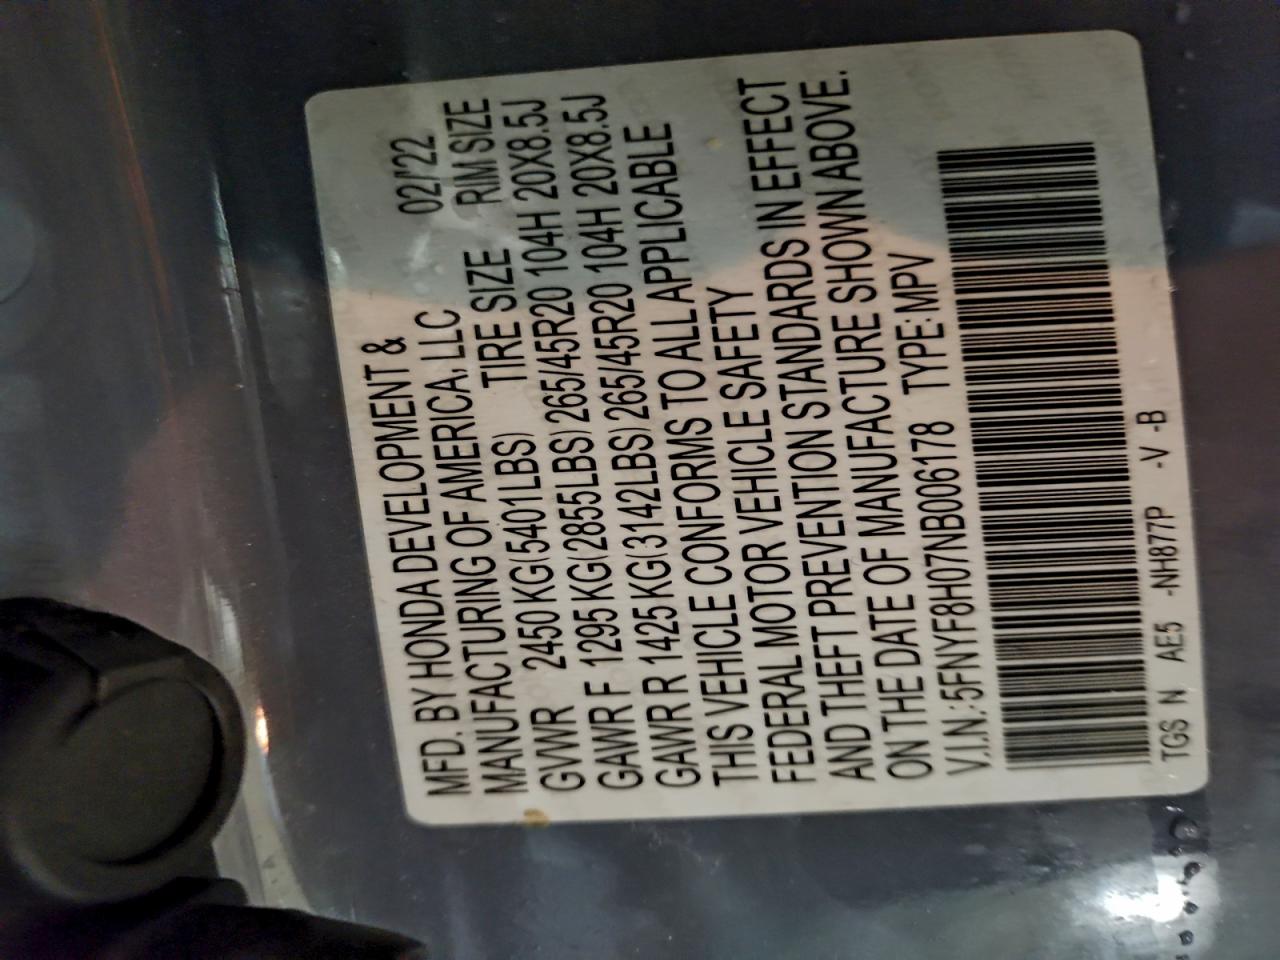 MFD. BY HONDA DEVELOPMENT &
MANUFACTURING OF AMERICA, LLC 02/'22
GVWR 2450 KG(5401LBS) TIRE SIZE RIM SIZE
GAWR F 1295 KG(2855LBS) 265/45R20 104H 20X8.5J
GAWR R 1425 KG(3142LBS) 265/45R20 104H 20X8.5J
THIS VEHICLE CONFORMS TO ALL APPLICABLE
FEDERAL MOTOR VEHICLE SAFETY
AND THEFT PREVENTION STANDARDS IN EFFECT
ON THE DATE OF MANUFACTURE SHOWN ABOVE.
V.I.N.:5FNYF8H07NB006178 TYPE:MPV
TGS N AE5 -NH877P -V -B